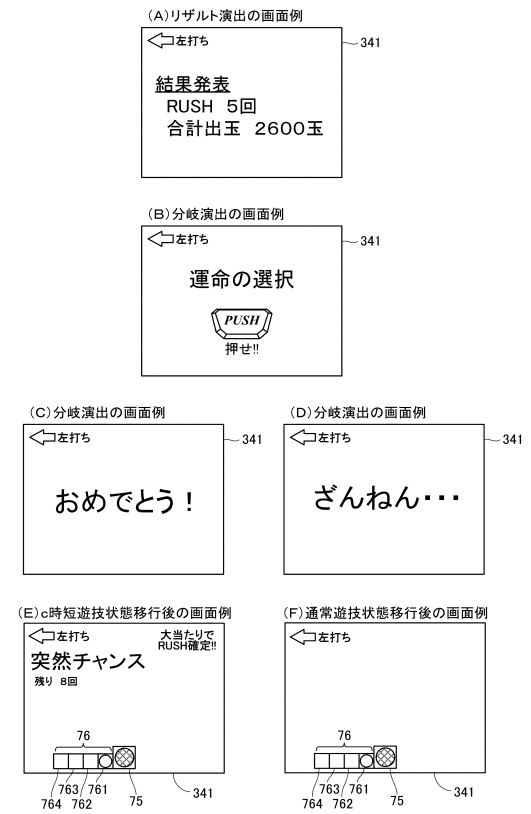 (A)リザルト演出の画面例
左打ち
341
結果発表
RUSH 5回
合計出玉 2600玉
(B)分岐演出の画面例
左打ち
341
運命の選択
PUSH
押せ!!
(C)分岐演出の画面例
左打ち
341
おめでとう!
(D)分岐演出の画面例
左打ち
341
ざんねん・・・
(E)c時短遊技状態移行後の画面例
左打ち
大当たりで
RUSH確定!!
突然チャンス
残り 8回
76
764
763
762
761
75
341
(F)通常遊技状態移行後の画面例
左打ち
76
764
763
762
761
75
341